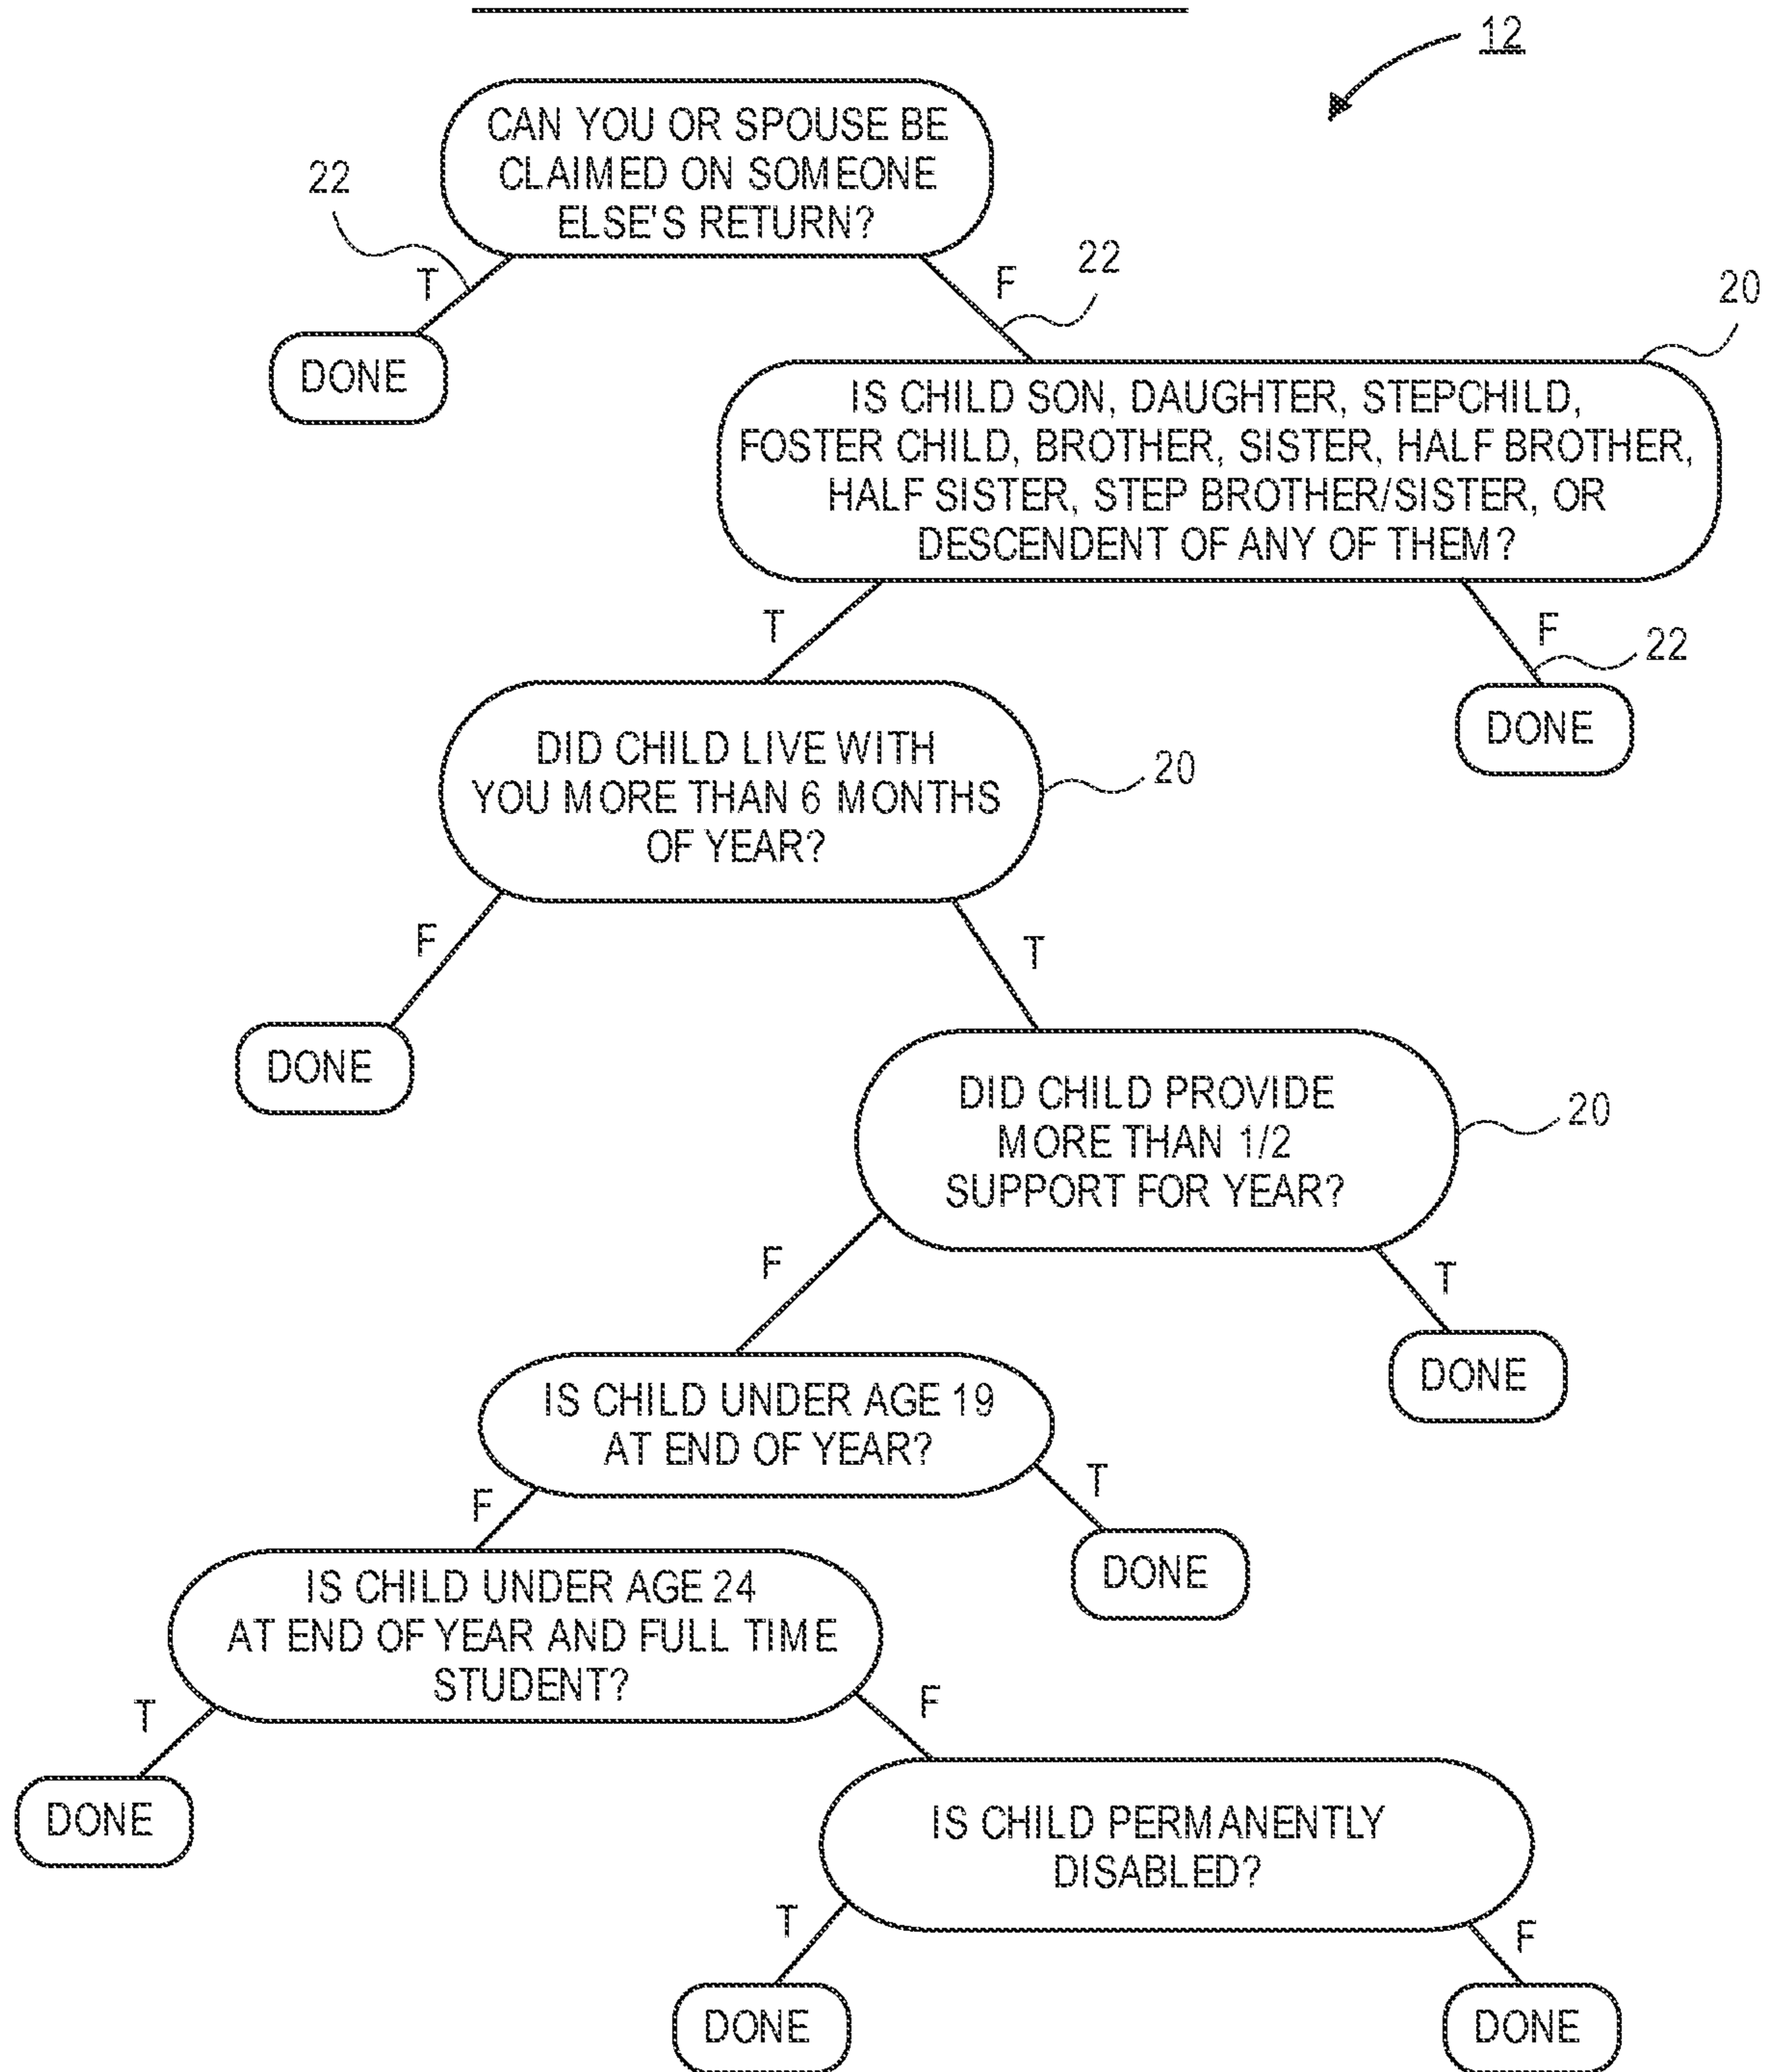 12
CAN YOU OR SPOUSE BE
CLAIMED ON SOMEONE
ELSE'S RETURN?
22
T
F
22
DONE
20
IS CHILD SON, DAUGHTER, STEPCHILD,
FOSTER CHILD, BROTHER, SISTER, HALF BROTHER,
HALF SISTER, STEP BROTHER/SISTER, OR
DESCENDENT OF ANY OF THEM?
T
F
22
DONE
DID CHILD LIVE WITH
YOU MORE THAN 6 MONTHS
OF YEAR?
20
F
T
DONE
DID CHILD PROVIDE
MORE THAN 1/2
SUPPORT FOR YEAR?
20
F
T
DONE
IS CHILD UNDER AGE 19
AT END OF YEAR?
F
T
DONE
IS CHILD UNDER AGE 24
AT END OF YEAR AND FULL TIME
STUDENT?
T
F
DONE
IS CHILD PERMANENTLY
DISABLED?
T
F
DONE
DONE